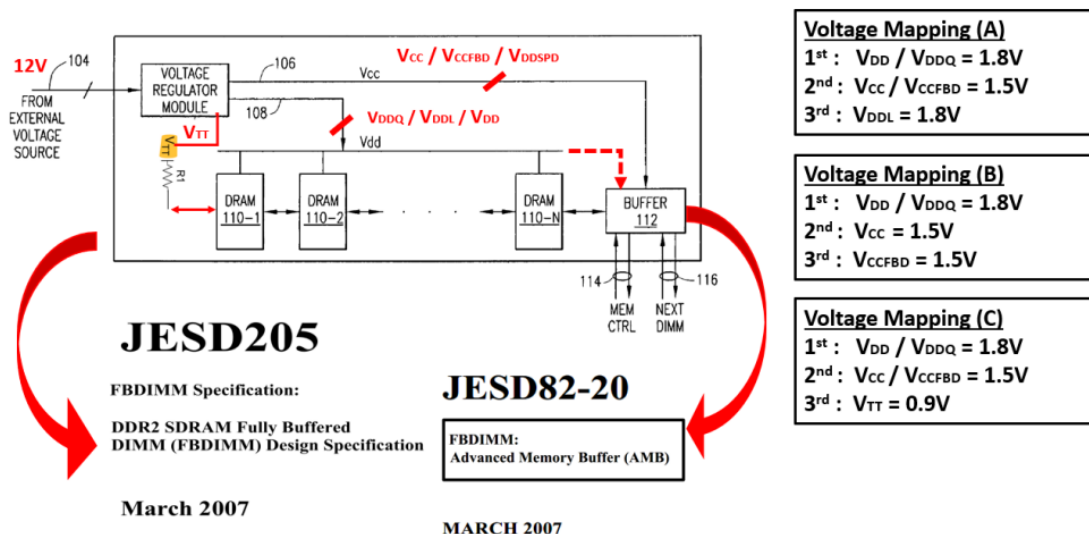 12V
104
FROM
EXTERNAL
VOLTAGE
SOURCE
VOLTAGE
REGULATOR
MODULE
106
108
Vcc
VCC / VCCFBD / VDDSPD
VDDQ / VDDL / VDD
Vdd
VTT
VTT
R1
DRAM
110-1
DRAM
110-2
. . . . .
DRAM
110-N
BUFFER
112
114
116
MEM
CTRL
NEXT
DIMM
JESD205
FBDIMM Specification:
DDR2 SDRAM Fully Buffered
DIMM (FBDIMM) Design Specification
March 2007
JESD82-20
FBDIMM:
Advanced Memory Buffer (AMB)
MARCH 2007
Voltage Mapping (A)
1st : VDD / VDDQ = 1.8V
2nd : VCC / VCCFBD = 1.5V
3rd : VDDL = 1.8V
Voltage Mapping (B)
1st : VDD / VDDQ = 1.8V
2nd : VCC = 1.5V
3rd : VCCFBD = 1.5V
Voltage Mapping (C)
1st : VDD / VDDQ = 1.8V
2nd : VCC / VCCFBD = 1.5V
3rd : VTT = 0.9V